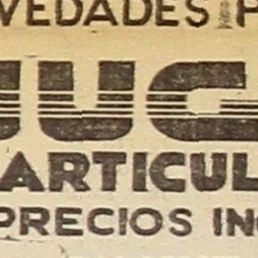 VEDADES P
JUG
ARTICUL
PRECIOS IN